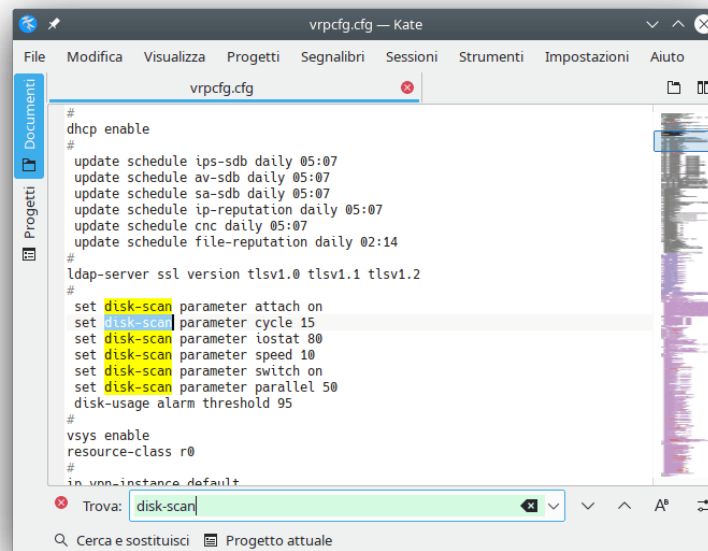 vrpcfg.cfg — Kate
File Modifica Visualizza Progetti Segnalibri Sessioni Strumenti Impostazioni Aiuto
vrpcfg.cfg
Documenti
Progetti
#
dhcp enable
#
update schedule ips-sdb daily 05:07
update schedule av-sdb daily 05:07
update schedule sa-sdb daily 05:07
update schedule ip-reputation daily 05:07
update schedule cnc daily 05:07
update schedule file-reputation daily 02:14
#
ldap-server ssl version tlsv1.0 tlsv1.1 tlsv1.2
#
set disk-scan parameter attach on
set disk-scan parameter cycle 15
set disk-scan parameter iostat 80
set disk-scan parameter speed 10
set disk-scan parameter switch on
set disk-scan parameter parallel 50
disk-usage alarm threshold 95
#
vsys enable
resource-class r0
#
ip vpn-instance default
Trova: disk-scan
Cerca e sostituisci Progetto attuale